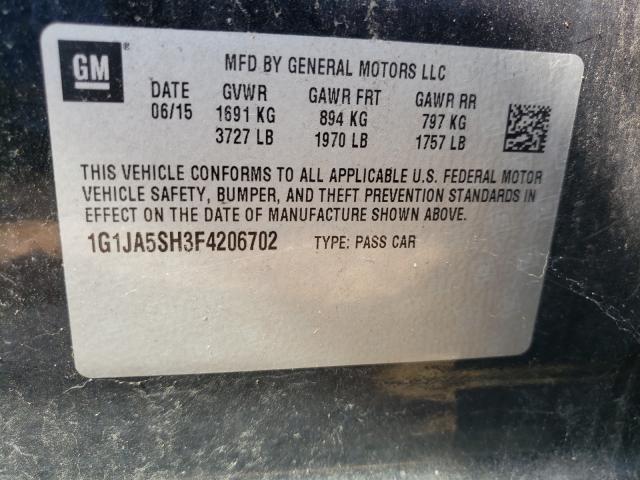 GM®
MFD BY GENERAL MOTORS LLC
DATE GVWR GAWR FRT GAWR RR
06/15 1691 KG 894 KG 797 KG
3727 LB 1970 LB 1757 LB
THIS VEHICLE CONFORMS TO ALL APPLICABLE U.S. FEDERAL MOTOR
VEHICLE SAFETY, BUMPER, AND THEFT PREVENTION STANDARDS IN
EFFECT ON THE DATE OF MANUFACTURE SHOWN ABOVE.
1G1JA5SH3F4206702 TYPE: PASS CAR